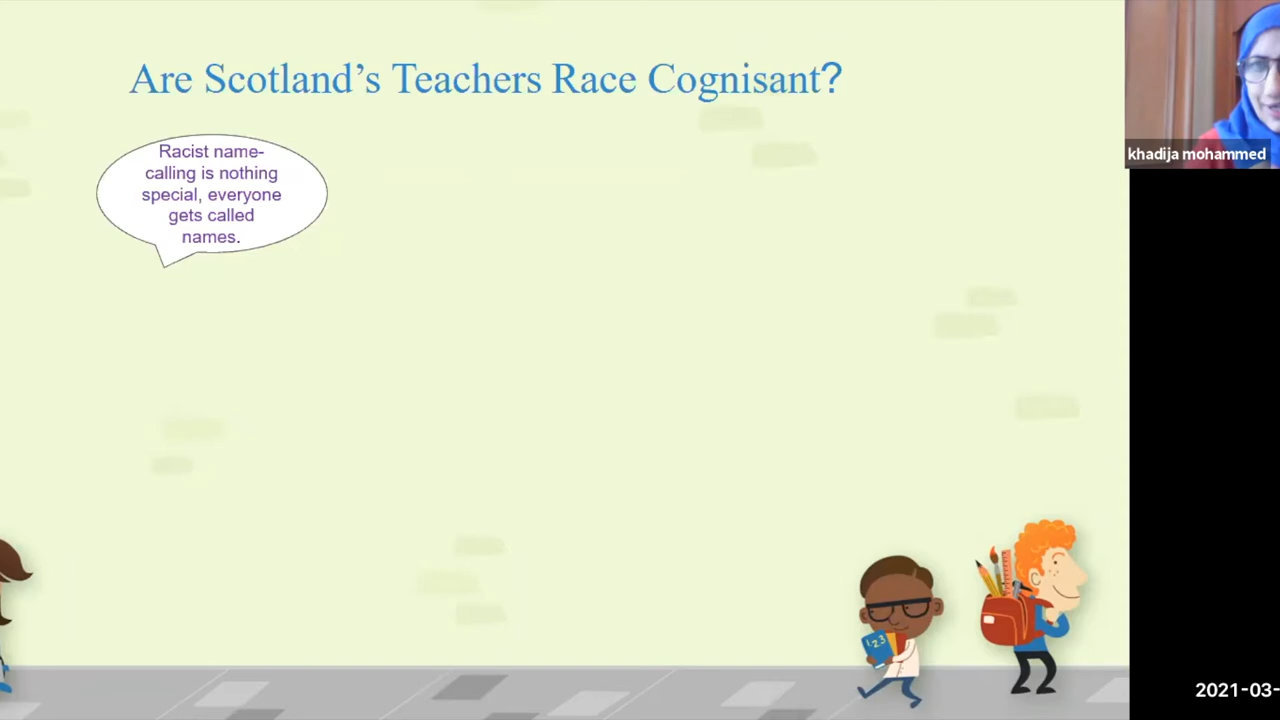 Are Scotland’s Teachers Race Cognisant?
Racist name-
calling is nothing
special, everyone
gets called
names.
khadija mohammed
123
2021-03-